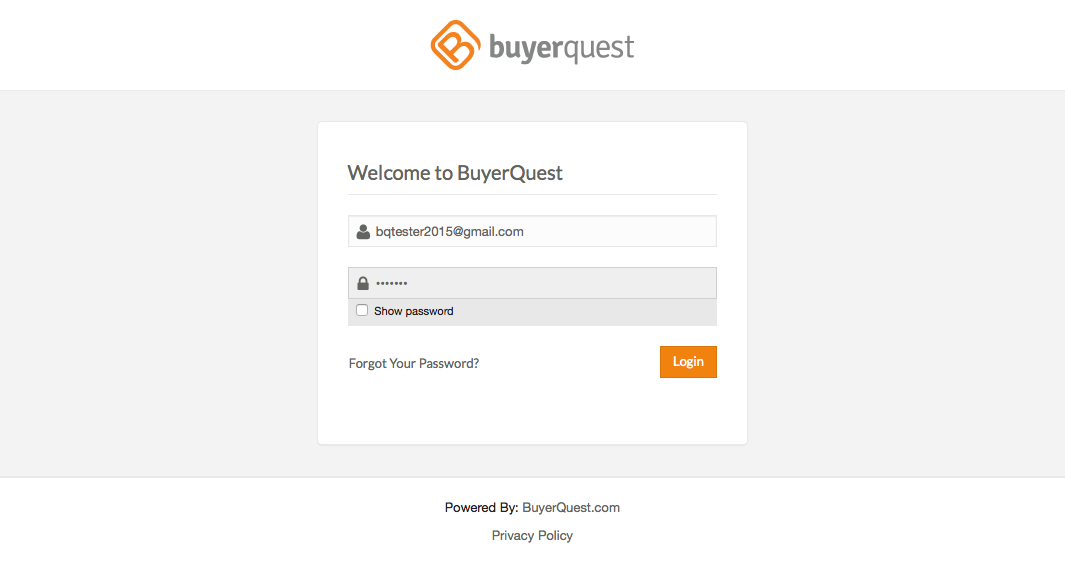 buyerquest
Welcome to BuyerQuest
bqtester2015@gmail.com
•••••••
Show password
Forgot Your Password?
Login
Powered By: BuyerQuest.com
Privacy Policy